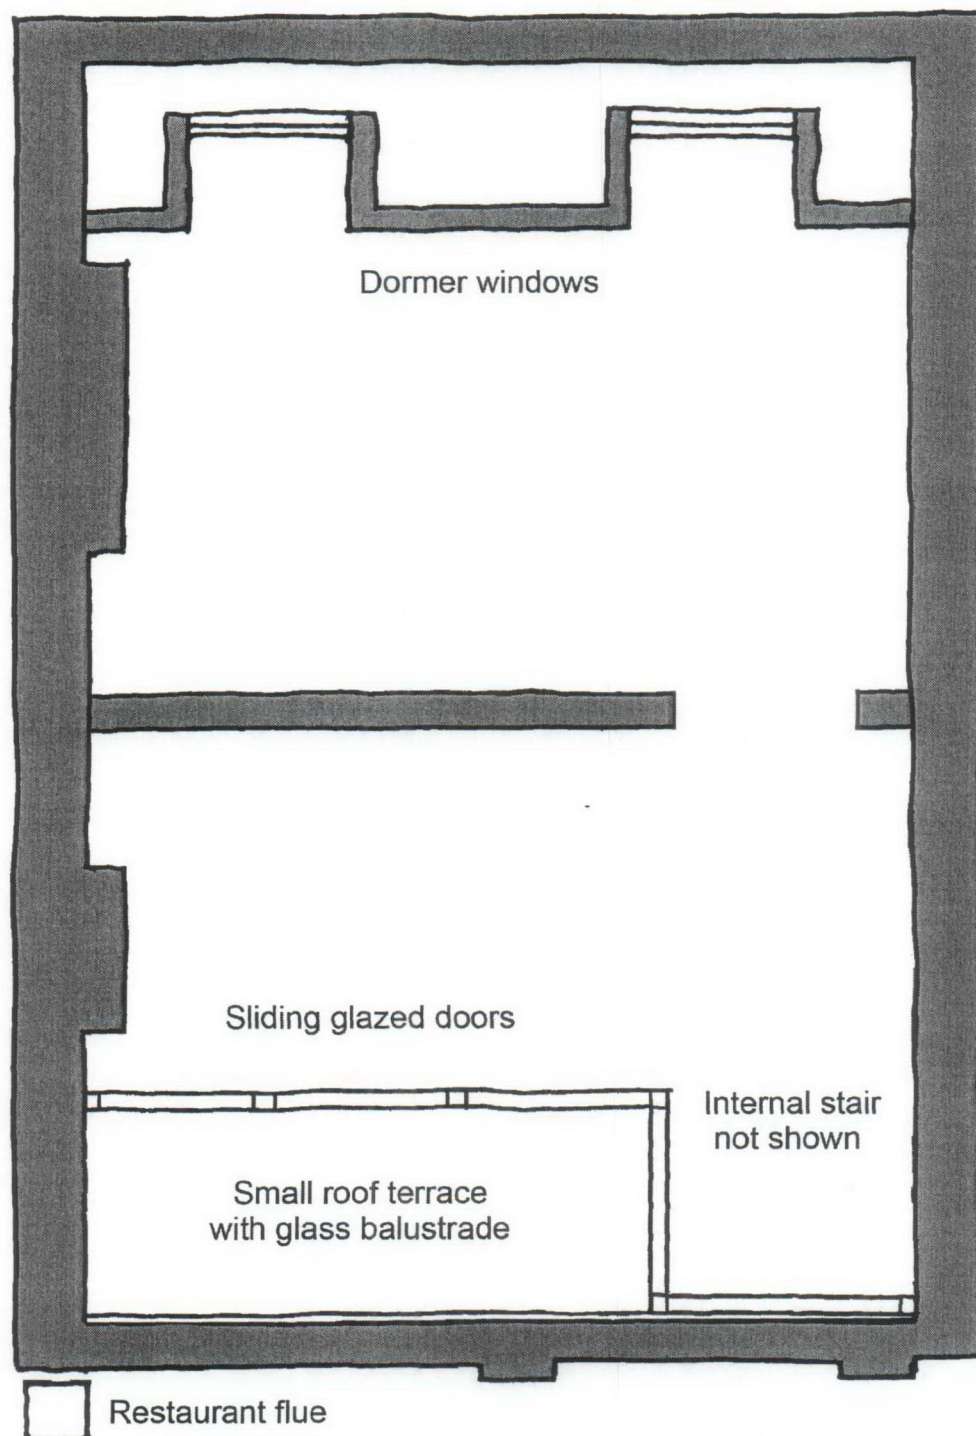 Dormer windows
Sliding glazed doors
Internal stair
not shown
Small roof terrace
with glass balustrade
Restaurant flue